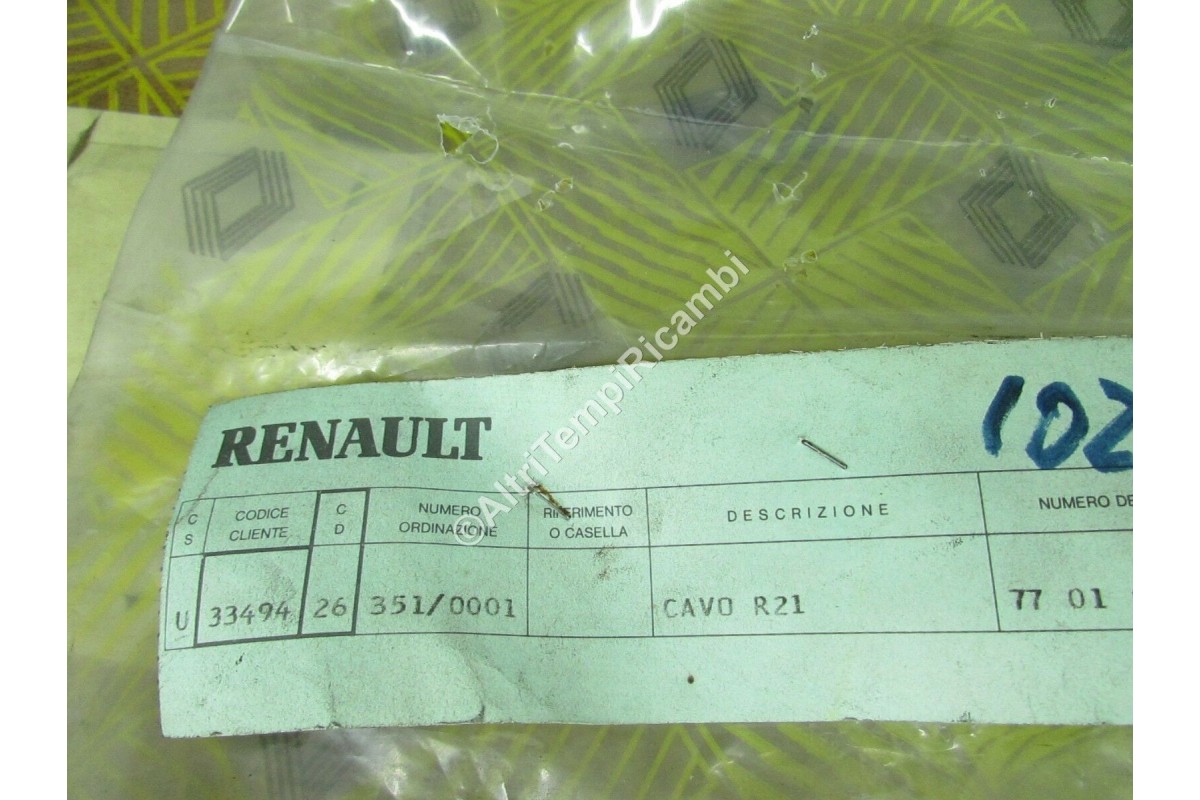 RENAULT
102
C S
CODICE CLIENTE
C D
NUMERO ORDINAZIONE
RIFERIMENTO O CASELLA
DESCRIZIONE
NUMERO DE
U 33494 26 351/0001 CAVO R21 77 01
©AltriTempiRicambi